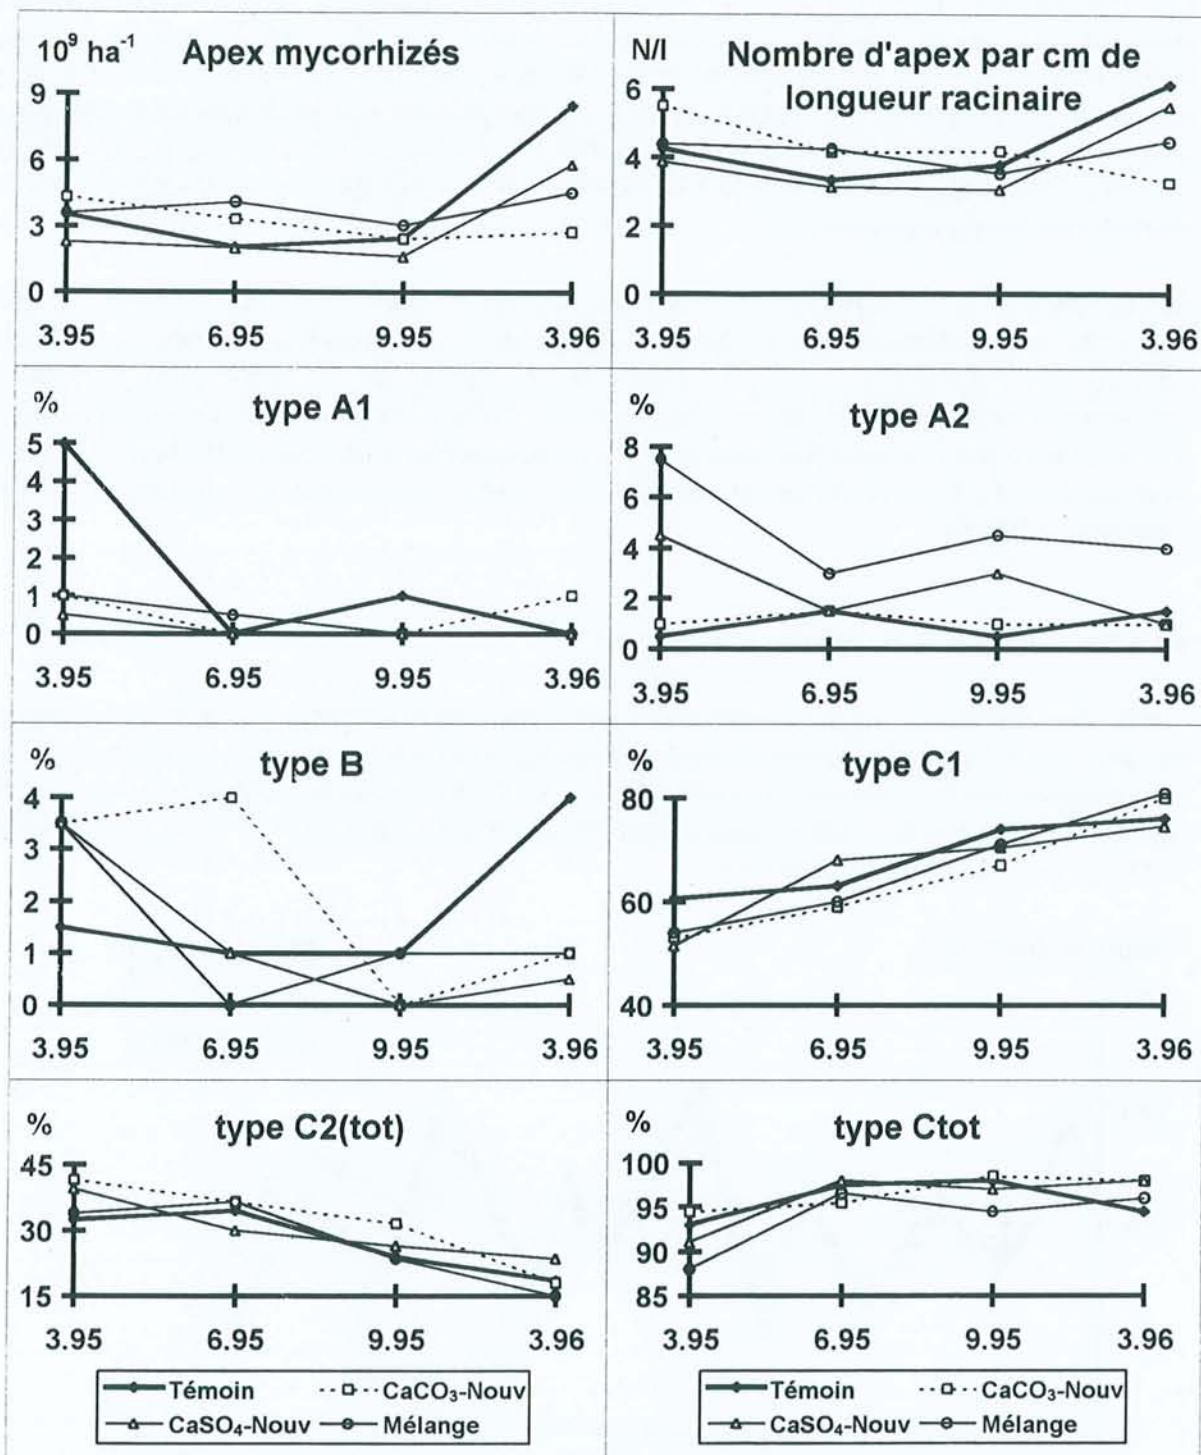 10⁹ ha⁻¹
Apex mycorhizés
9
6
3
0
3.95 6.95 9.95 3.96
N/l
Nombre d'apex par cm de
longueur racinaire
6
4
2
0
3.95 6.95 9.95 3.96
%
type A1
5
4
3
2
1
0
3.95 6.95 9.95 3.96
%
type A2
8
6
4
2
0
3.95 6.95 9.95 3.96
%
type B
4
3
2
1
0
3.95 6.95 9.95 3.96
%
type C1
80
60
40
3.95 6.95 9.95 3.96
%
type C2(tot)
45
30
15
3.95 6.95 9.95 3.96
%
type Ctot
100
95
90
85
3.95 6.95 9.95 3.96
Témoin CaCO₃-Nouv
CaSO₄-Nouv Mélange
Témoin CaCO₃-Nouv
CaSO₄-Nouv Mélange